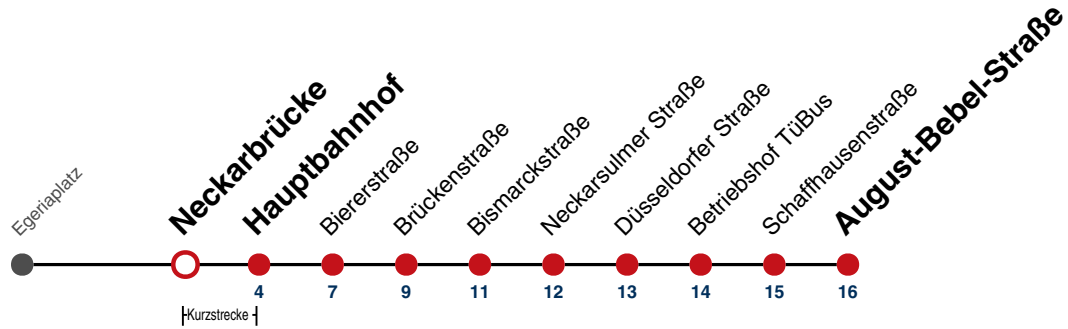 Egeriaplatz
Neckarbrücke
Hauptbahnhof
Biererstraße
Brückenstraße
Bismarckstraße
Neckarsulmer Straße
Düsseldorfer Straße
Betriebshof TüBus
Schaffhausenstraße
August-Bebel-Straße
4 7 9 11 12 13 14 15 16
Kurzstrecke